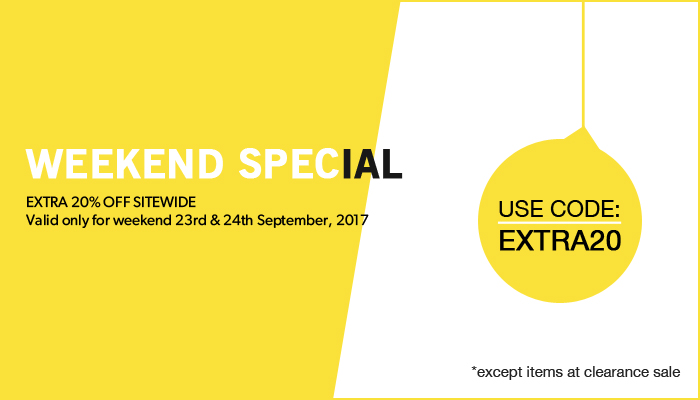 WEEKEND SPECIAL
EXTRA 20% OFF SITEWIDE
Valid only for weekend 23rd & 24th September, 2017
USE CODE:
EXTRA20
*except items at clearance sale